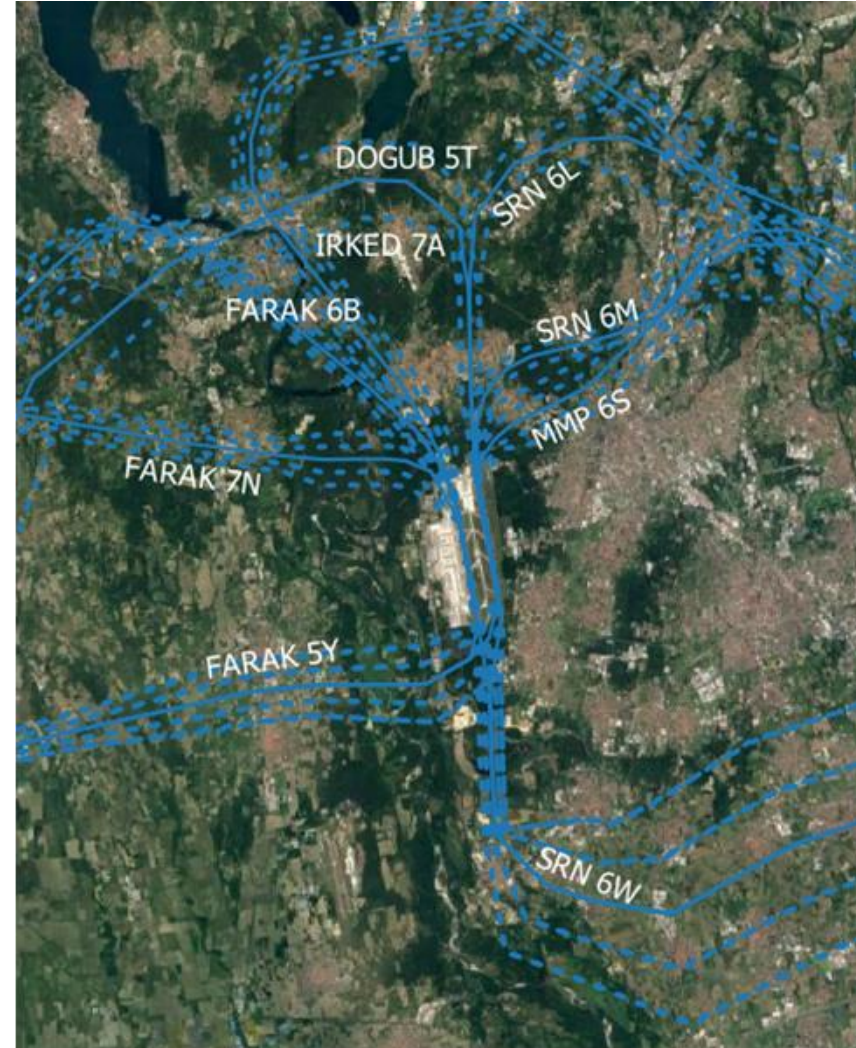 DOGUB 5T
SRN 6L
IRKED 7A
FARAK 6B
SRN 6M
MMP 6S
FARAK 7N
FARAK 5Y
SRN 6W